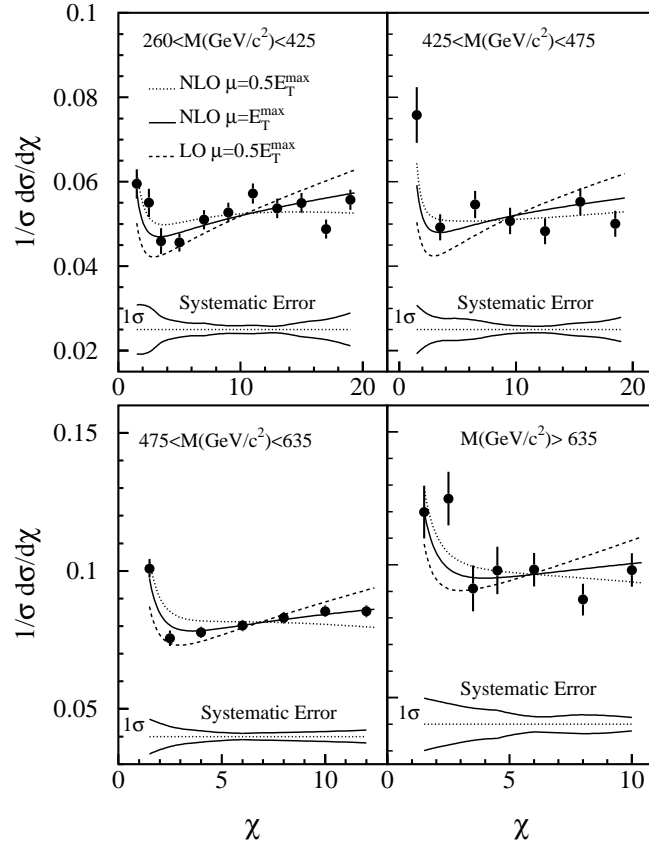 260<M(GeV/c²)<425
425<M(GeV/c²)<475
NLO μ=0.5E_T^max
NLO μ=E_T^max
LO μ=0.5E_T^max
1/σ dσ/dχ
0.1
0.08
0.06
0.04
0.02
Systematic Error
1σ
Systematic Error
1σ
0 10 20
0 10 20
475<M(GeV/c²)<635
M(GeV/c²)> 635
1/σ dσ/dχ
0.15
0.1
0.05
Systematic Error
1σ
Systematic Error
1σ
0 5 10
0 5 10
χ
χ